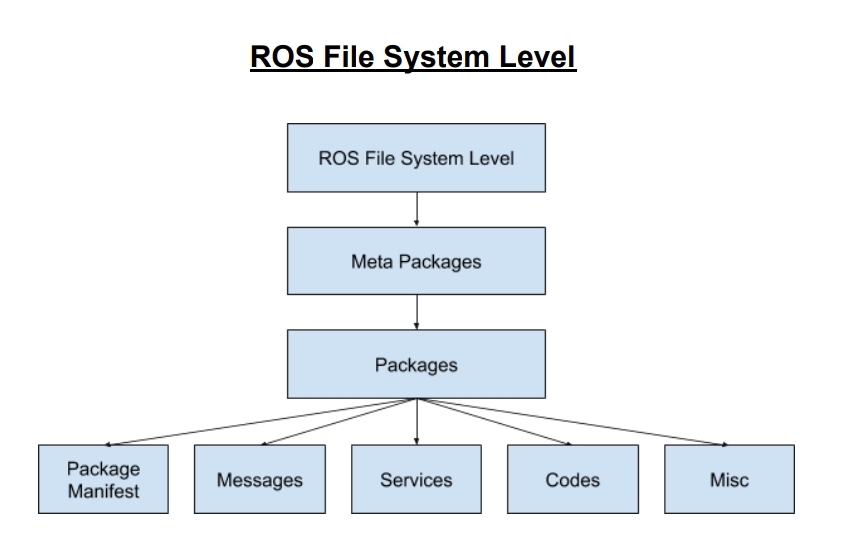 ROS File System Level
ROS File System Level
Meta Packages
Packages
Package
Manifest
Messages
Services
Codes
Misc